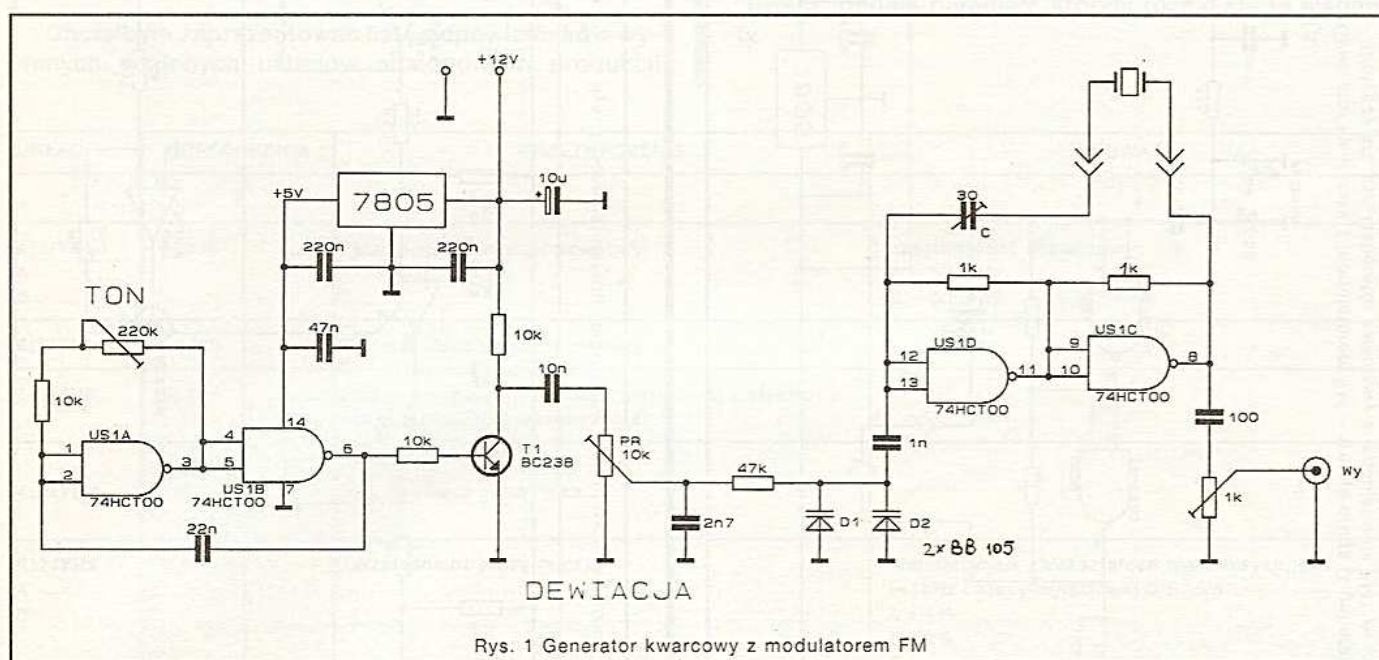 +12V
+5V
7805
10u
+
220n
220n
TON
220k
47n
10k
10k
10n
US1A
1
2
3
74HCT00
4
5
14
6
7
US1B
74HCT00
10k
T1
BC238
PR
10k
22n
2n7
47k
D1
D2
2x BB 105
DEWIACJA
30
C
1k
1k
US1D
12
13
11
74HCT00
1n
US1C
9
10
8
74HCT00
100
1k
Wy
Rys. 1 Generator kwarcowy z modulatorem FM